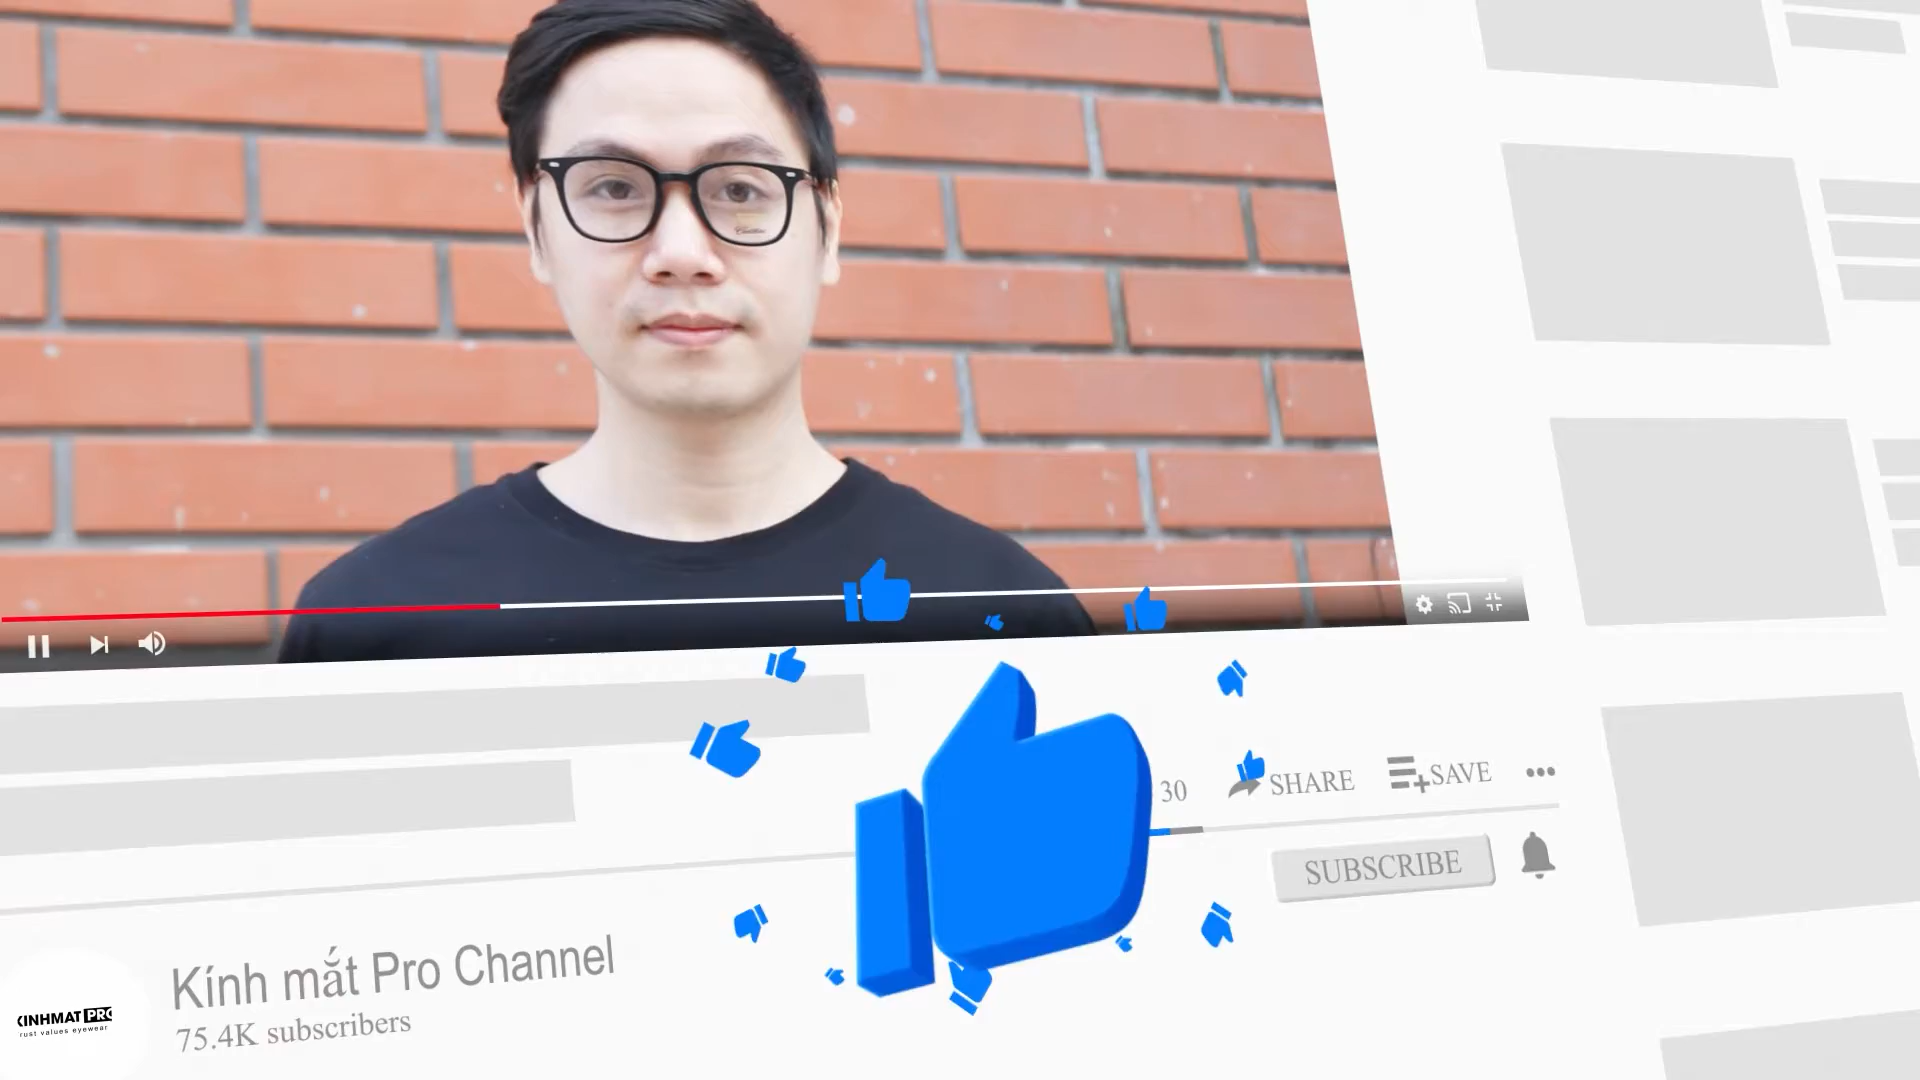 30
SHARE
SAVE
SUBSCRIBE
Kính mắt Pro Channel
75.4K subscribers
KINHMAT PRO
rust values eyewear